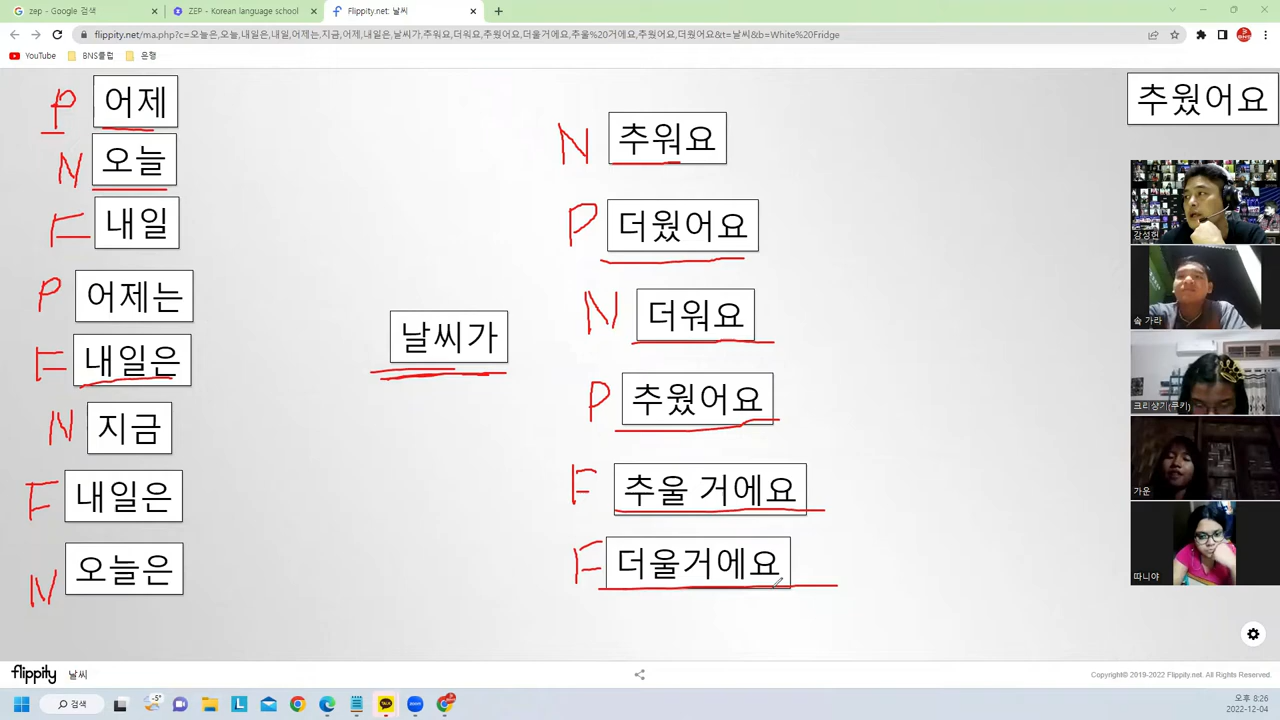 zep - Google 검색
ZEP - Korean language school
Flippity.net: 날씨
flippity.net/ma.php?c=오늘은,오늘,내일은,내일,어제는,지금,어제,내일은,날씨가,추워요,더워요,추웠어요,더울거에요,추울%20거에요,추웠어요,더웠어요&t=날씨&b=White%20Fridge
YouTube
BNS클럽
은행
P 어제
N 오늘
F 내일
P 어제는
F 내일은
N 지금
F 내일은
N 오늘은
날씨가
N 추워요
P 더웠어요
N 더워요
P 추웠어요
F 추울 거에요
F 더울거에요
추웠어요
강성헌
속 가라
크리샹기(쿠키)
가운
따니야
flippity 날씨
Copyright© 2019-2022 Flippity.net. All Rights Reserved.
검색
-5°
오후 8:26
2022-12-04